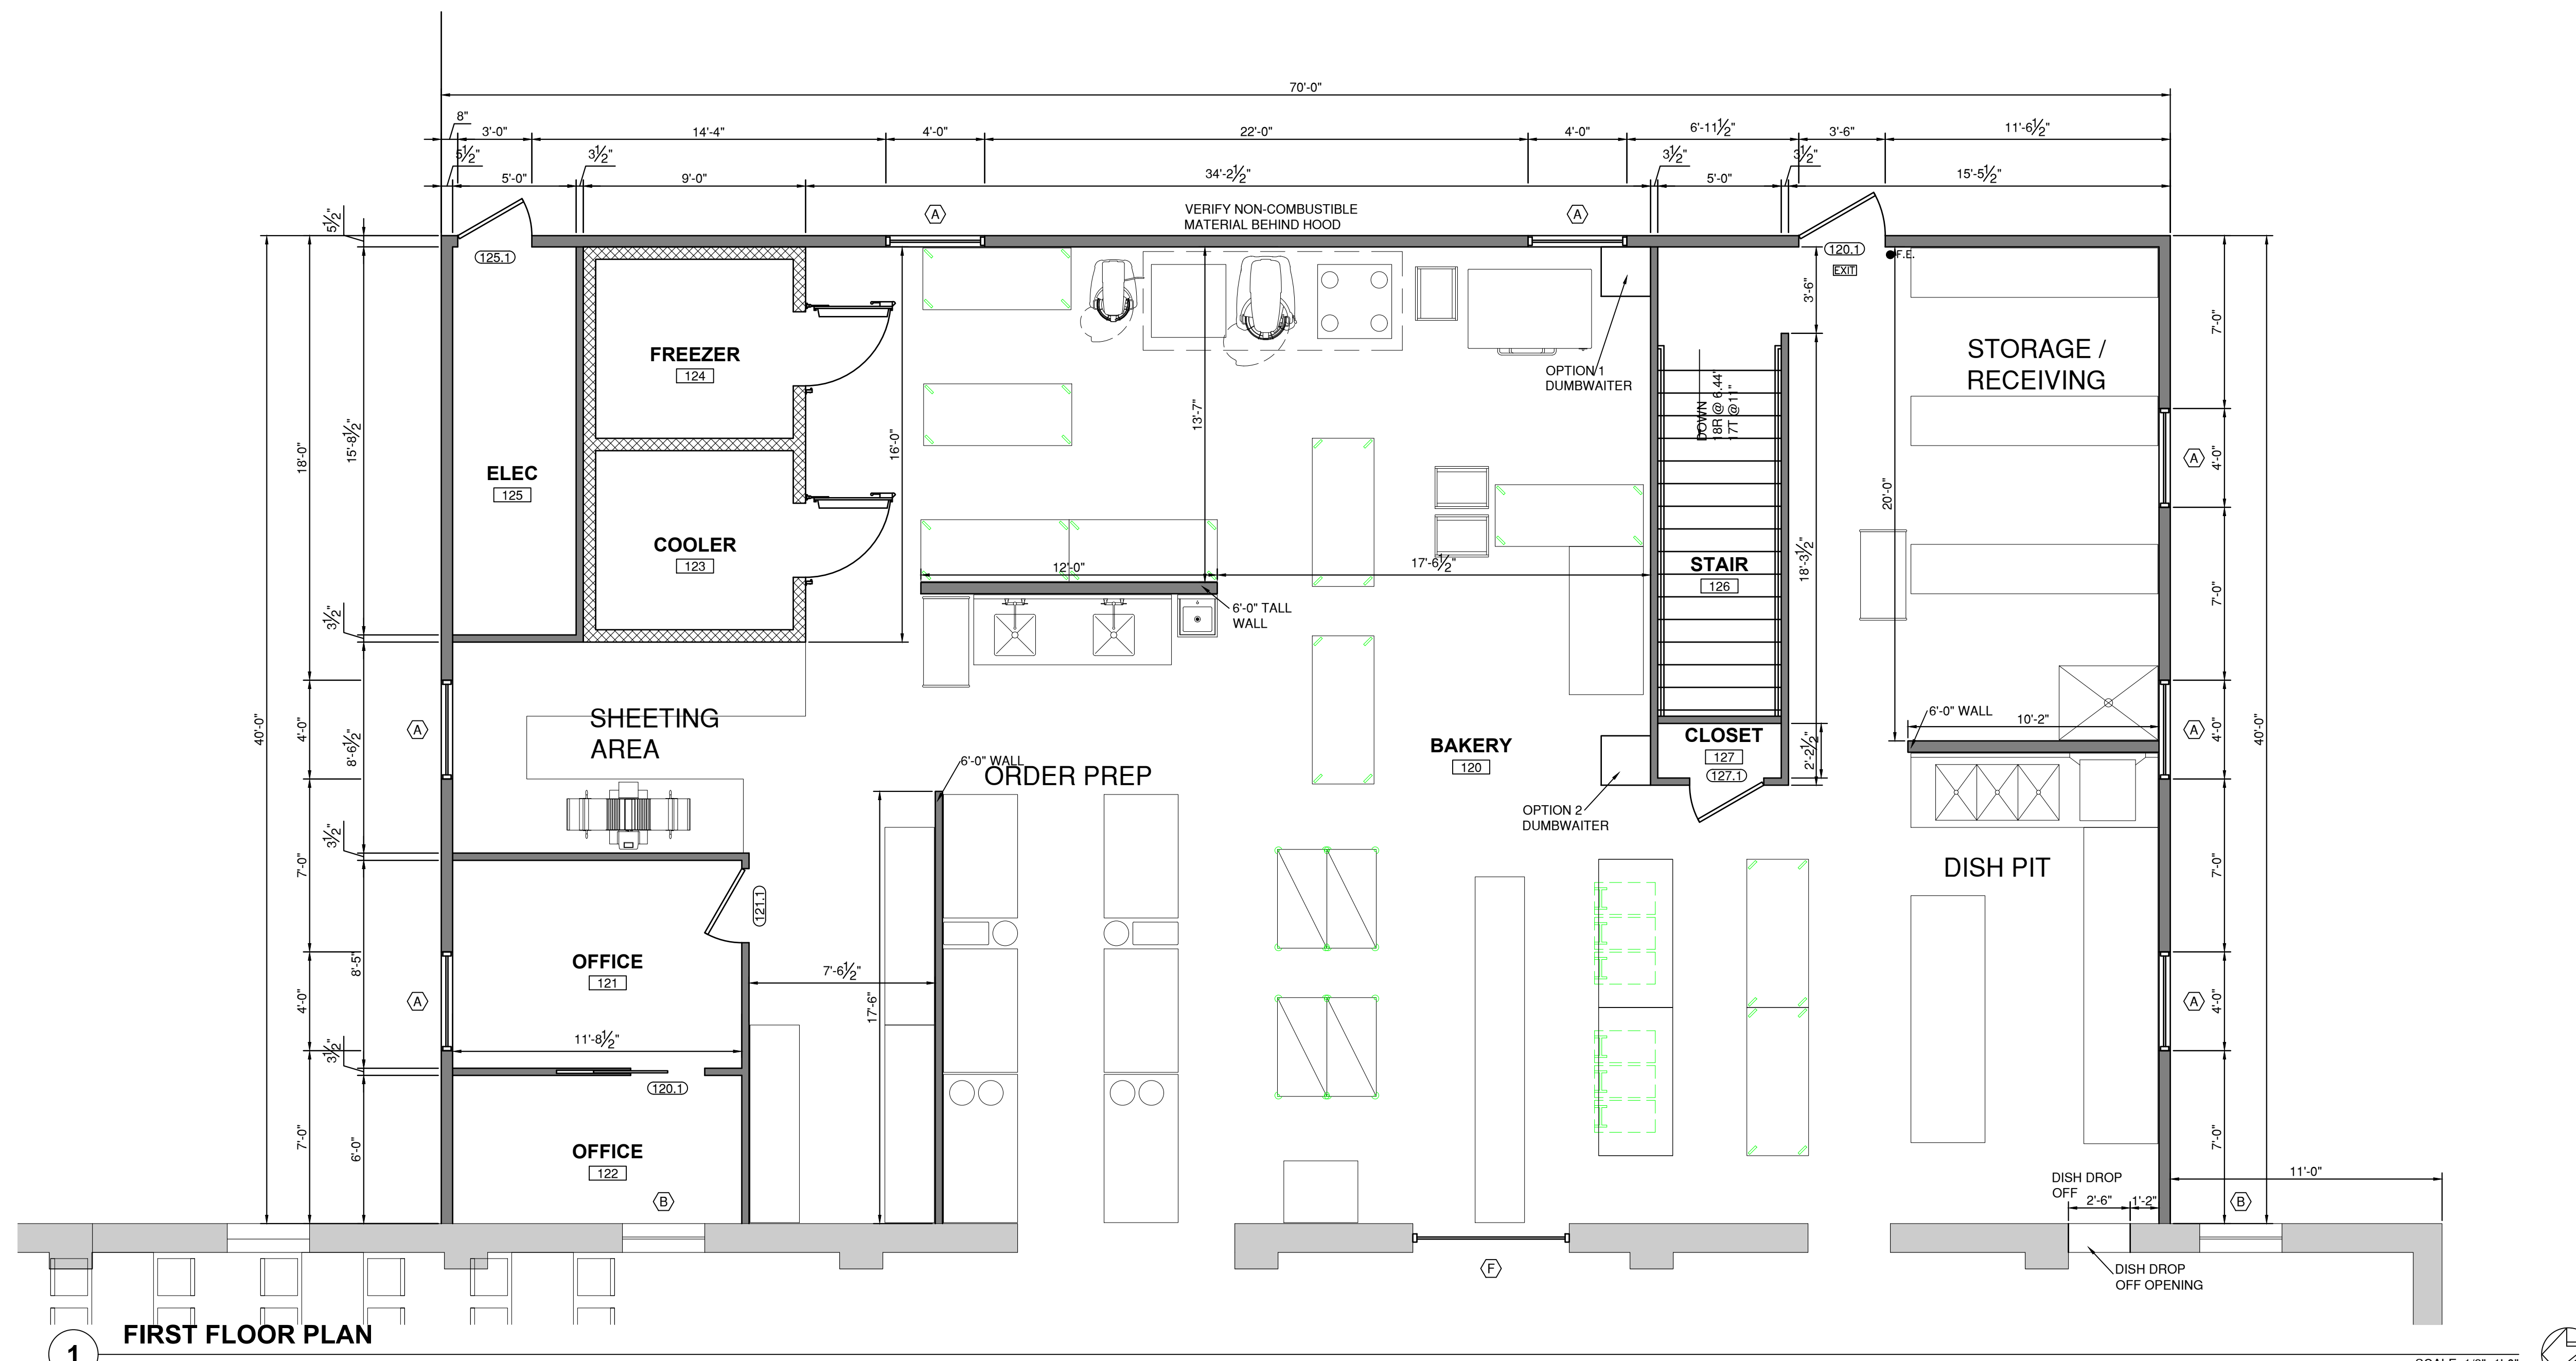 70'-0"
8"
3'-0"
14'-4"
4'-0"
22'-0"
4'-0"
6'-11½"
3'-6"
11'-6½"
5½"
3½"
3½"
3½"
5'-0"
9'-0"
34'-2½"
5'-0"
15'-5½"
A
VERIFY NON-COMBUSTIBLE
MATERIAL BEHIND HOOD
A
5½"
125.1
120.1
EXIT
F.E.
3'-6"
7'-0"
FREEZER
124
OPTION 1
DUMBWAITER
STORAGE /
RECEIVING
DOWN
18R @ 6.44"
17T @11"
13'-7"
16'-0"
18'-0"
15'-8½"
ELEC
125
COOLER
123
20'-0"
A
4'-0"
12'-0"
17'-6½"
STAIR
126
18'-3½"
7'-0"
3½"
6'-0" TALL
WALL
40'-0"
4'-0"
8'-6½"
A
SHEETING
AREA
6'-0" WALL
ORDER PREP
BAKERY
120
CLOSET
127
127.1
2'-2½"
6'-0" WALL
10'-2"
A
4'-0"
40'-0"
OPTION 2
DUMBWAITER
3½"
7'-0"
121.1
DISH PIT
7'-0"
OFFICE
121
8'-5"
7'-6½"
17'-6"
4'-0"
A
A
4'-0"
11'-8½"
3½"
120.1
7'-0"
6'-0"
OFFICE
122
B
7'-0"
DISH DROP
OFF
2'-6"
1'-2"
11'-0"
B
F
DISH DROP
OFF OPENING
1
FIRST FLOOR PLAN